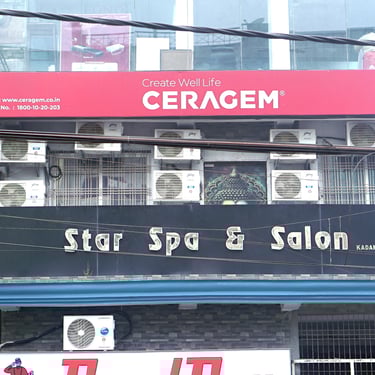 Create Well Life
CERAGEM®
www.ceragem.co.in
No. : 1800-10-20-203
Star Spa & Salon